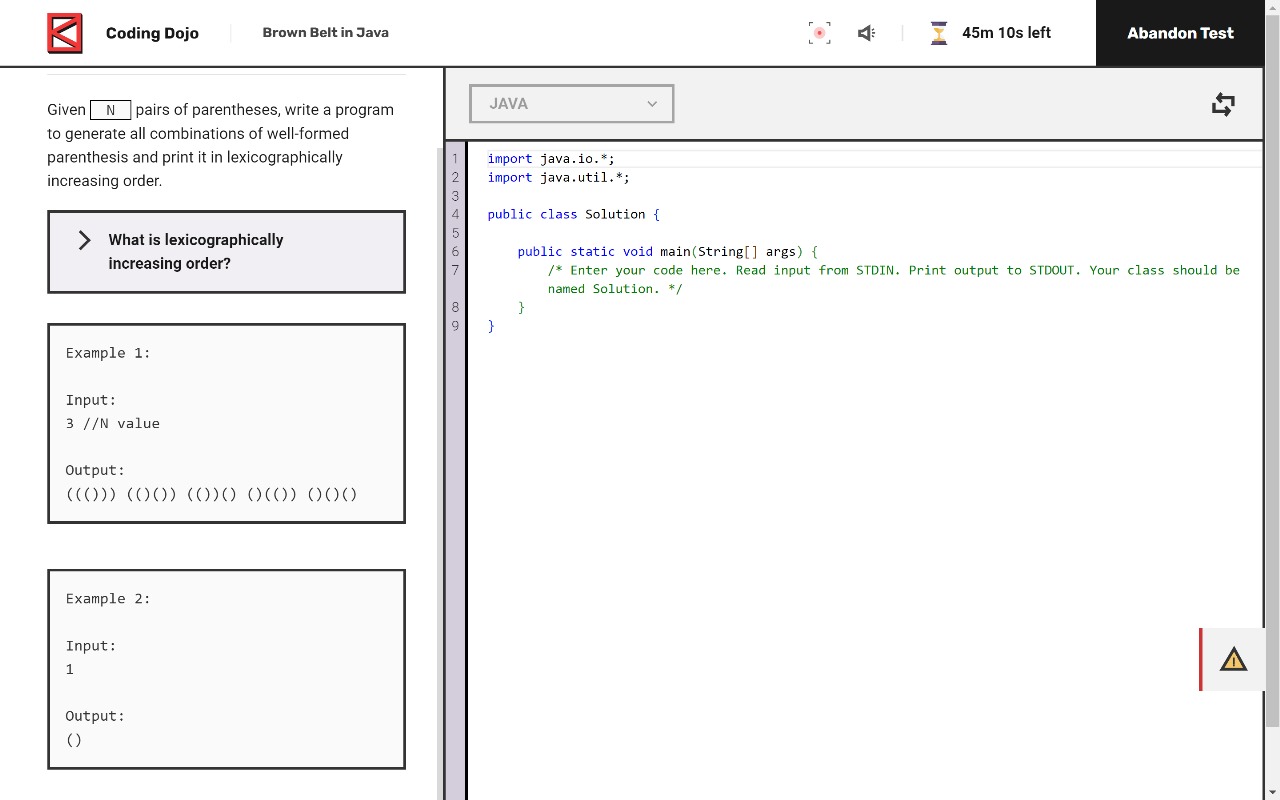 Coding Dojo
Brown Belt in Java
45m 10s left
Abandon Test
Given N pairs of parentheses, write a program
to generate all combinations of well-formed
parenthesis and print it in lexicographically
increasing order.
What is lexicographically
increasing order?
Example 1:
Input:
3 //N value
Output:
((())) (()()) (())() ()(()) ()()()
Example 2:
Input:
1
Output:
()
JAVA
1 import java.io.*;
2 import java.util.*;
3
4 public class Solution {
5
6 public static void main(String[] args) {
7 /* Enter your code here. Read input from STDIN. Print output to STDOUT. Your class should be
named Solution. */
8 }
9 }